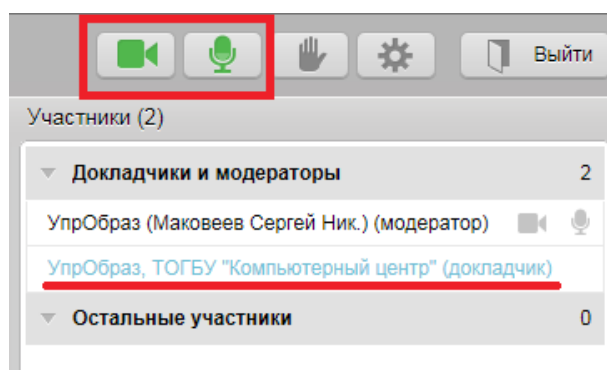 Выйти
Участники (2)
Докладчики и модераторы 2
УпрОбраз (Маковеев Сергей Ник.) (модератор)
УпрОбраз, ТОГБУ "Компьютерный центр" (докладчик)
Остальные участники 0